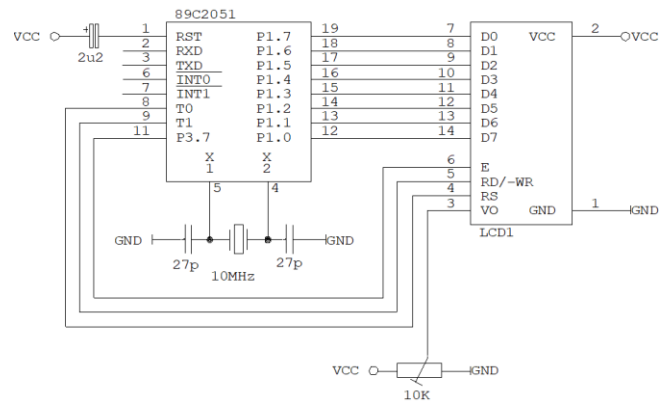 89C2051
VCC + 2u2
1 RST P1.7 19 7 D0 VCC 2 VCC
2 RXD P1.6 18 8 D1
3 TXD P1.5 17 9 D2
6 INT0 P1.4 16 10 D3
7 INT1 P1.3 15 11 D4
8 T0 P1.2 14 12 D5
9 T1 P1.1 13 13 D6
11 P3.7 P1.0 12 14 D7
X X
1 2
5 4
6 E
5 RD/-WR
4 RS
3 VO GND 1 GND
LCD1
GND GND
27p 27p
10MHz
VCC GND
10K